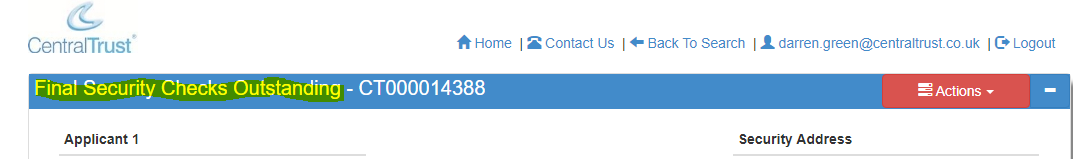 CentralTrust®
Home | Contact Us | Back To Search | darren.green@centraltrust.co.uk | Logout
Final Security Checks Outstanding - CT000014388 Actions
Applicant 1 Security Address